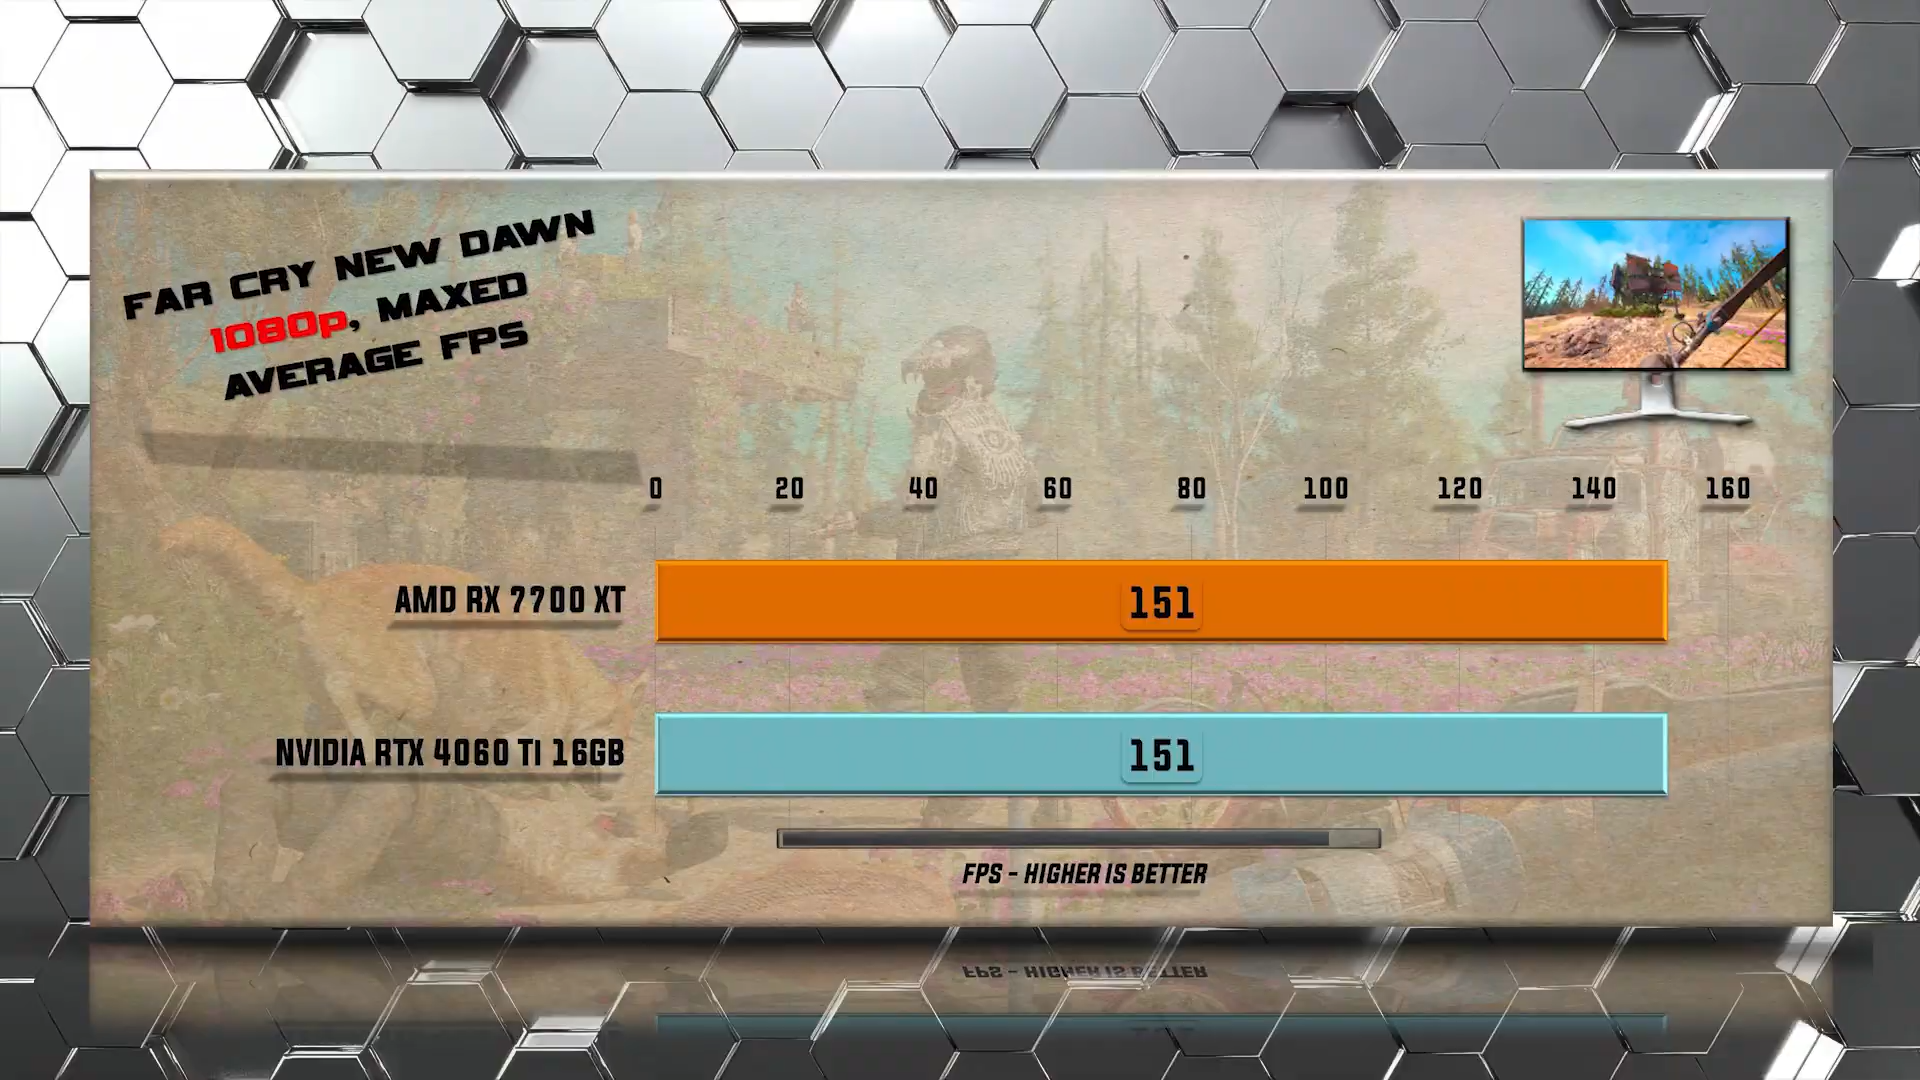 FAR CRY NEW DAWN
1080p, MAXED
AVERAGE FPS
0 20 40 60 80 100 120 140 160
AMD RX 7700 XT 151
NVIDIA RTX 4060 TI 16GB 151
FPS - HIGHER IS BETTER